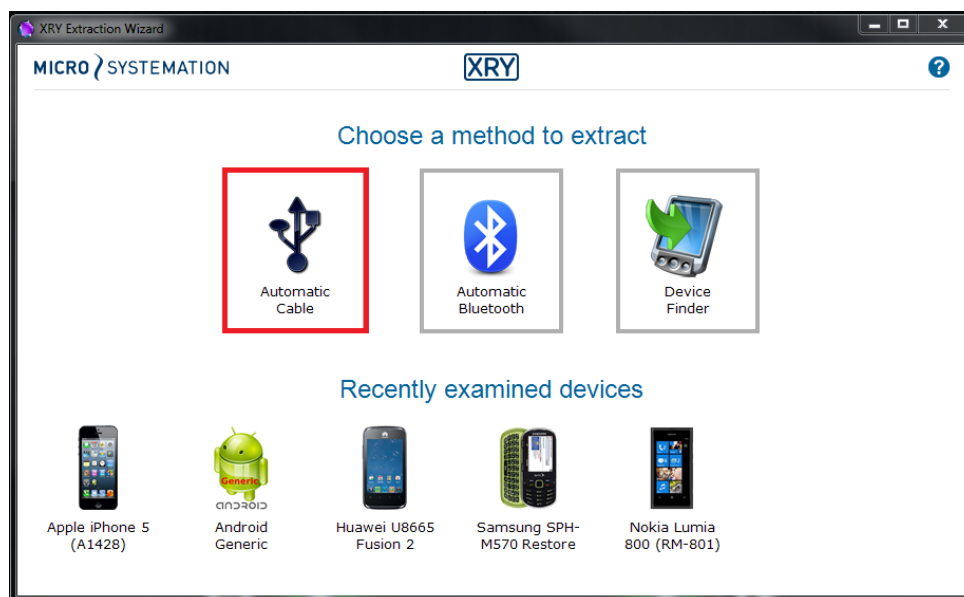 XRY Extraction Wizard
MICRO SYSTEMATION
XRY
?
Choose a method to extract
Automatic
Cable
Automatic
Bluetooth
Device
Finder
Recently examined devices
Generic
ANDROID
Apple iPhone 5
(A1428)
Android
Generic
Huawei U8665
Fusion 2
Samsung SPH-
M570 Restore
Nokia Lumia
800 (RM-801)